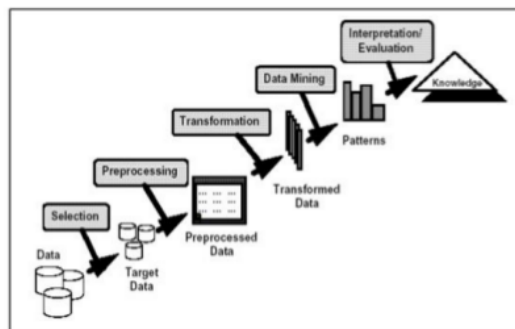 Interpretation/
Evaluation
Data Mining
Knowledge
Transformation
Patterns
Preprocessing
Transformed
Data
Selection
Preprocessed
Data
Data
Target
Data